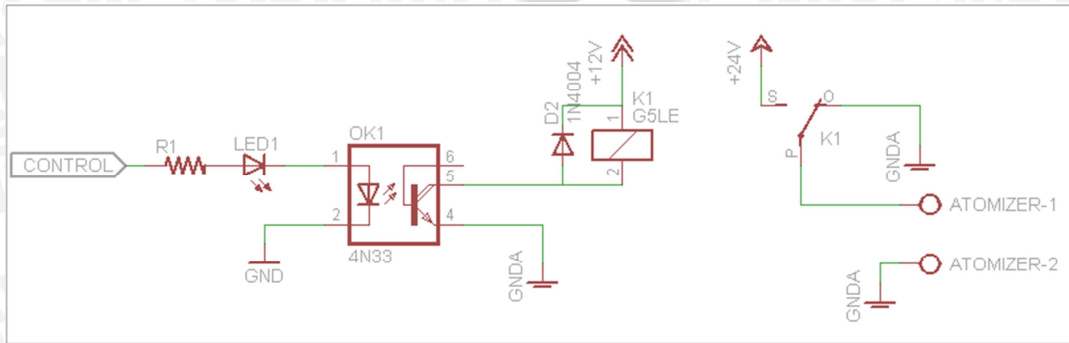 CONTROL
R1
LED1
OK1
1
2
6
5
4
4N33
GND
GNDA
D2
1N4004
+12V
K1
G5LE
1
2
+24V
S
O
P
K1
GNDA
ATOMIZER-1
ATOMIZER-2
GNDA